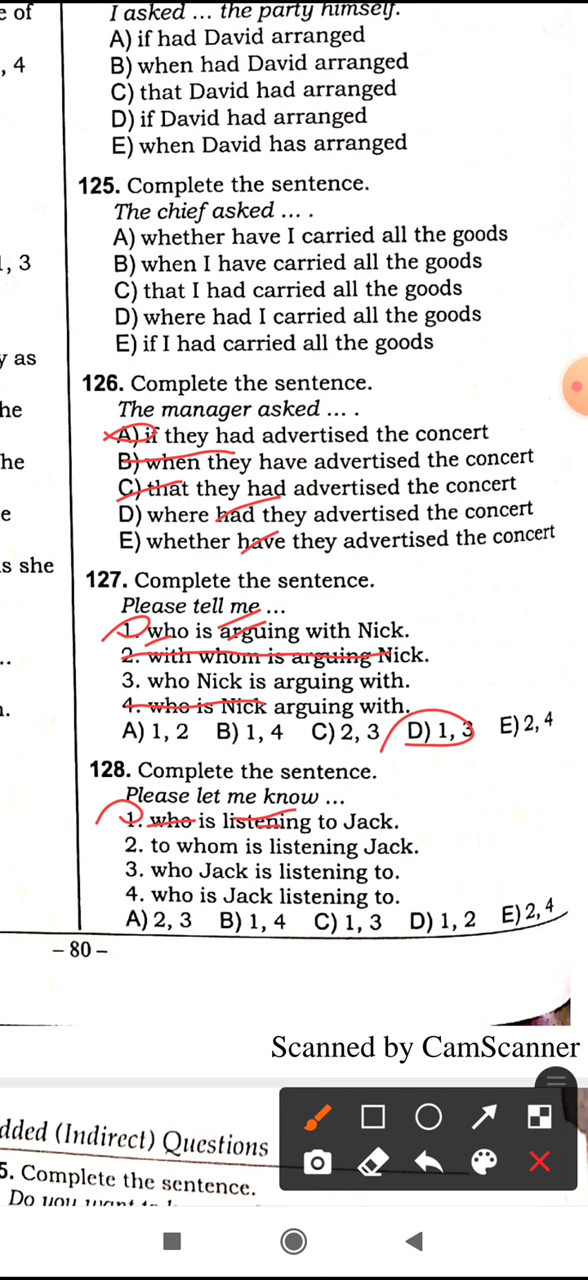 e of
I asked ... the party himself.
A) if had David arranged
, 4
B) when had David arranged
C) that David had arranged
D) if David had arranged
E) when David has arranged
125. Complete the sentence.
The chief asked ... .
A) whether have I carried all the goods
, 3
B) when I have carried all the goods
C) that I had carried all the goods
D) where had I carried all the goods
E) if I had carried all the goods
y as
126. Complete the sentence.
he
The manager asked ... .
A) if they had advertised the concert
he
B) when they have advertised the concert
C) that they had advertised the concert
e
D) where had they advertised the concert
E) whether have they advertised the concert
s she
127. Complete the sentence.
Please tell me ...
1. who is arguing with Nick.
..
2. with whom is arguing Nick.
3. who Nick is arguing with.
4. who is Nick arguing with.
A) 1, 2 B) 1, 4 C) 2, 3 D) 1, 3 E) 2, 4
128. Complete the sentence.
Please let me know ...
1. who is listening to Jack.
2. to whom is listening Jack.
3. who Jack is listening to.
4. who is Jack listening to.
A) 2, 3 B) 1, 4 C) 1, 3 D) 1, 2 E) 2, 4
– 80 –
Scanned by CamScanner
dded (Indirect) Questions
5. Complete the sentence.
Do you want